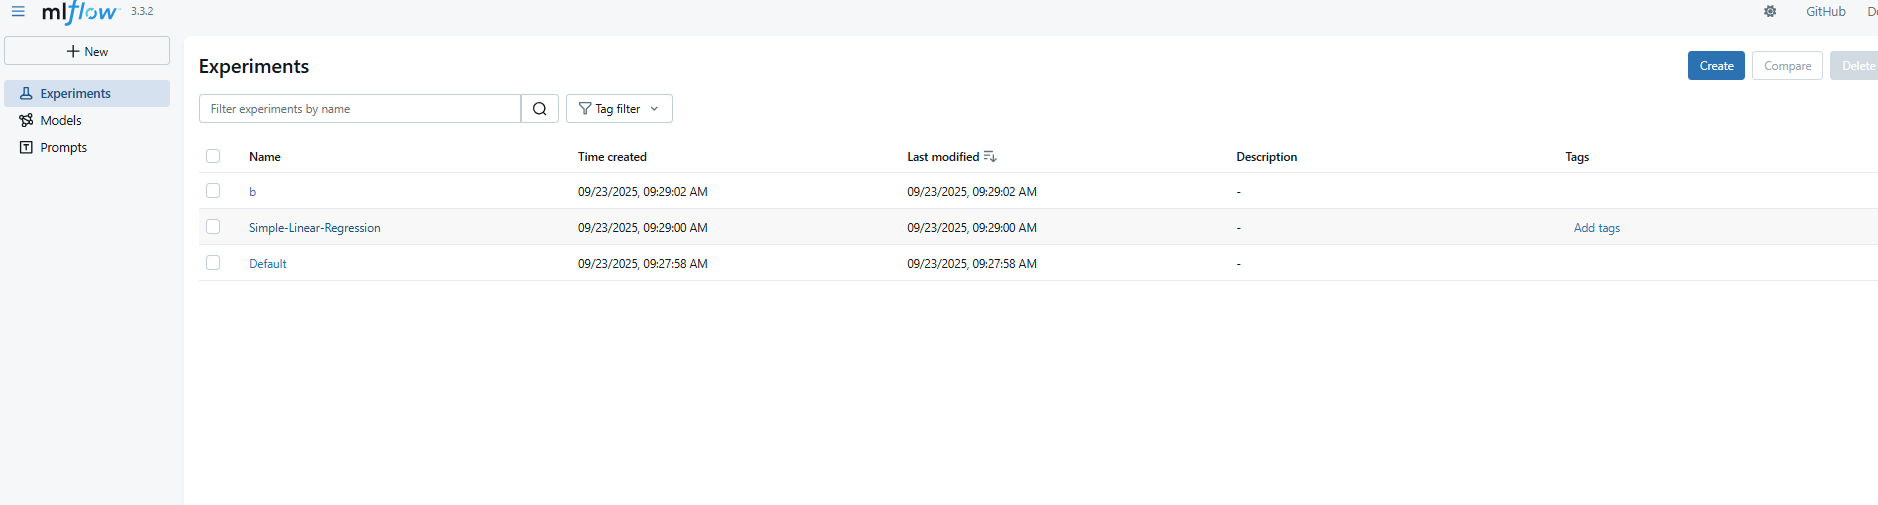 mlflow 3.3.2 GitHub
New
Experiments
Models
Prompts
Experiments
Create Compare Delete
Filter experiments by name Tag filter
Name Time created Last modified Description Tags
b 09/23/2025, 09:29:02 AM 09/23/2025, 09:29:02 AM -
Simple-Linear-Regression 09/23/2025, 09:29:00 AM 09/23/2025, 09:29:00 AM - Add tags
Default 09/23/2025, 09:27:58 AM 09/23/2025, 09:27:58 AM -